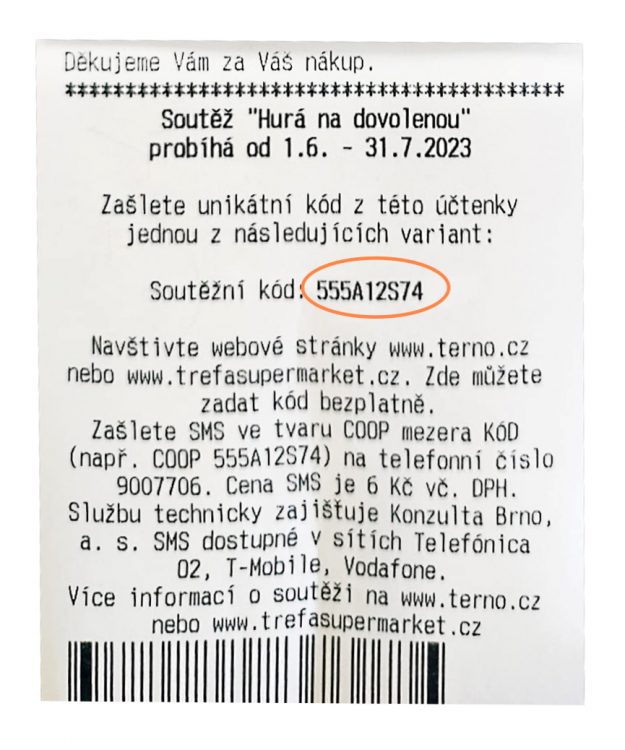 Děkujeme Vám za Váš nákup.
******************************************
Soutěž "Hurá na dovolenou"
probíhá od 1.6. - 31.7.2023
Zašlete unikátní kód z této účtenky
jednou z následujících variant:
Soutěžní kód: 555A12S74
Navštivte webové stránky www.terno.cz
nebo www.trefasupermarket.cz. Zde můžete
zadat kód bezplatně.
Zašlete SMS ve tvaru COOP mezera KÓD
(např. COOP 555A12S74) na telefonní číslo
9007706. Cena SMS je 6 Kč vč. DPH.
Službu technicky zajišťuje Konzulta Brno,
a. s. SMS dostupné v sítích Telefónica
O2, T-Mobile, Vodafone.
Více informací o soutěži na www.terno.cz
nebo www.trefasupermarket.cz